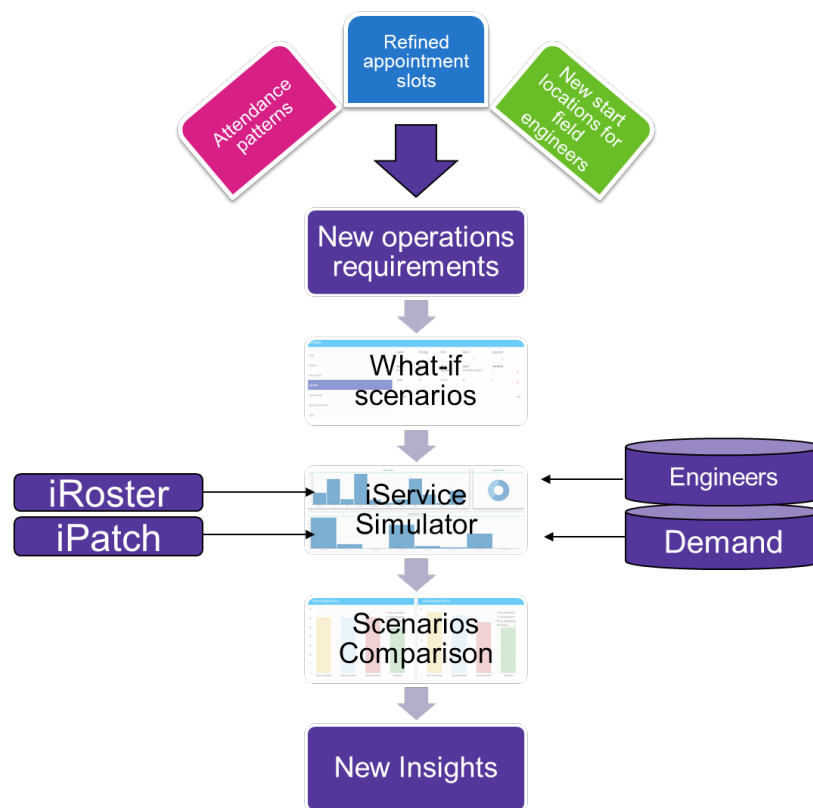 Refined
appointment
slots
Attendance
patterns
New start
locations for
field
engineers
New operations
requirements
What-if
scenarios
iRoster
iPatch
iService
Simulator
Engineers
Demand
Scenarios
Comparison
New Insights